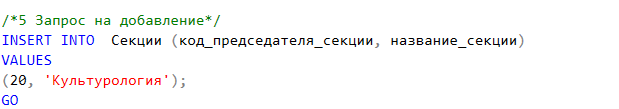 /*5 Запрос на добавление*/
INSERT INTO  Секции (код_председателя_секции, название_секции)
VALUES
(20, 'Культурология');
GO